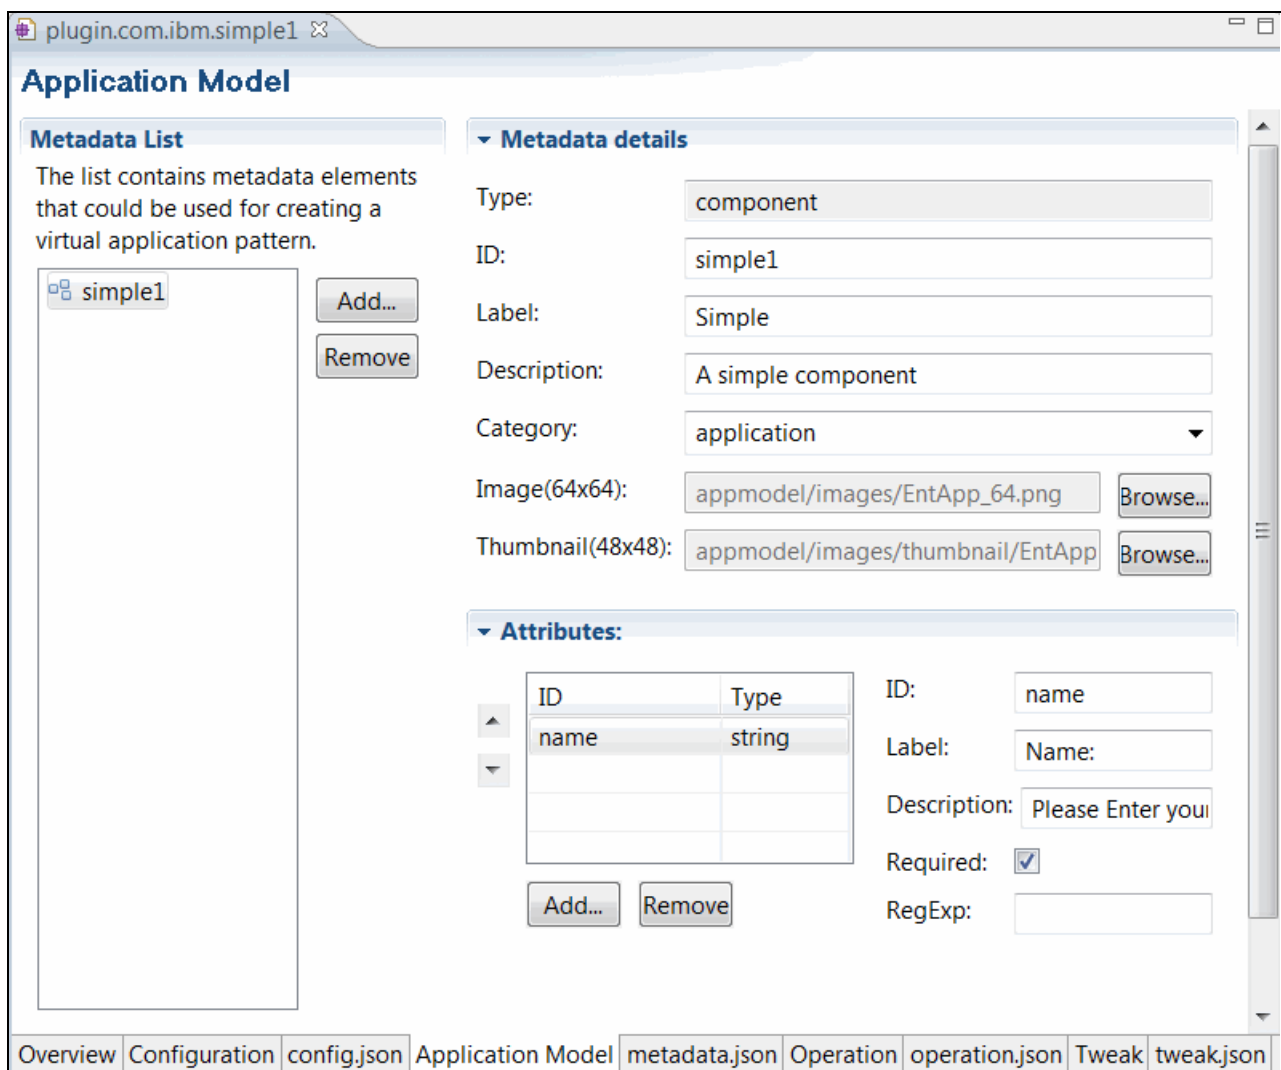 plugin.com.ibm.simple1
Application Model
Metadata List
The list contains metadata elements
that could be used for creating a
virtual application pattern.
simple1
Add...
Remove
Metadata details
Type: component
ID: simple1
Label: Simple
Description: A simple component
Category: application
Image(64x64): appmodel/images/EntApp_64.png Browse...
Thumbnail(48x48): appmodel/images/thumbnail/EntApp Browse...
Attributes:
ID Type
name string
Add... Remove
ID: name
Label: Name:
Description: Please Enter your
Required:
RegExp:
Overview Configuration config.json Application Model metadata.json Operation operation.json Tweak tweak.json